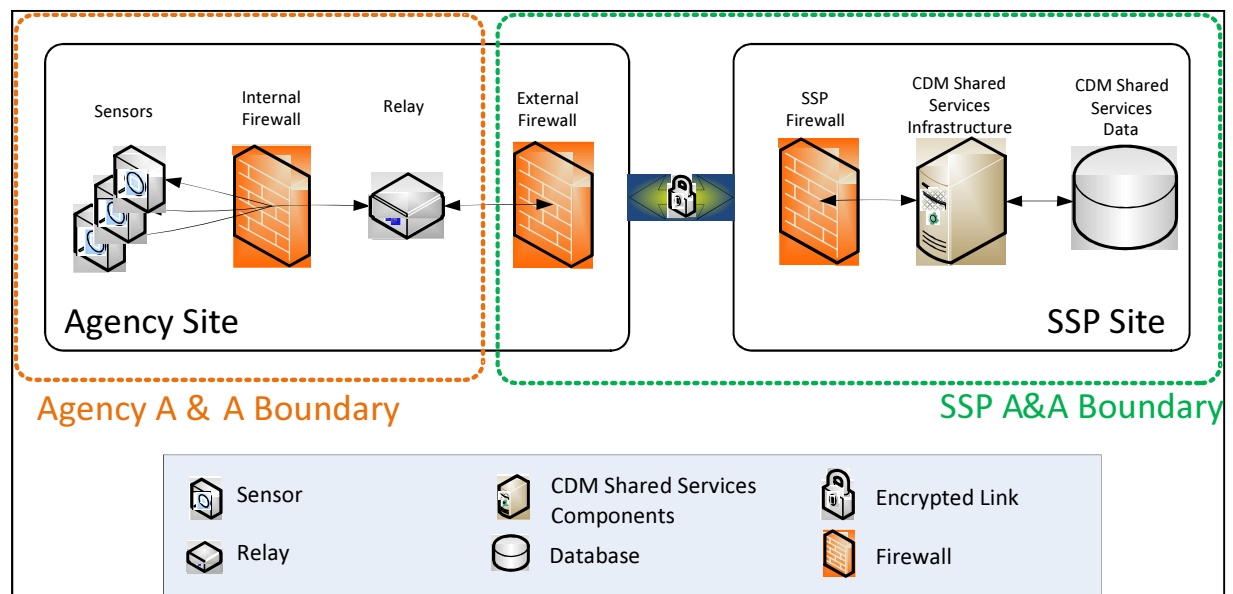 Sensors
Internal
Firewall
Relay
External
Firewall
SSP
Firewall
CDM Shared
Services
Infrastructure
CDM Shared
Services
Data
Agency Site
SSP Site
Agency A & A Boundary
SSP A&A Boundary
Sensor
CDM Shared Services
Components
Encrypted Link
Relay
Database
Firewall